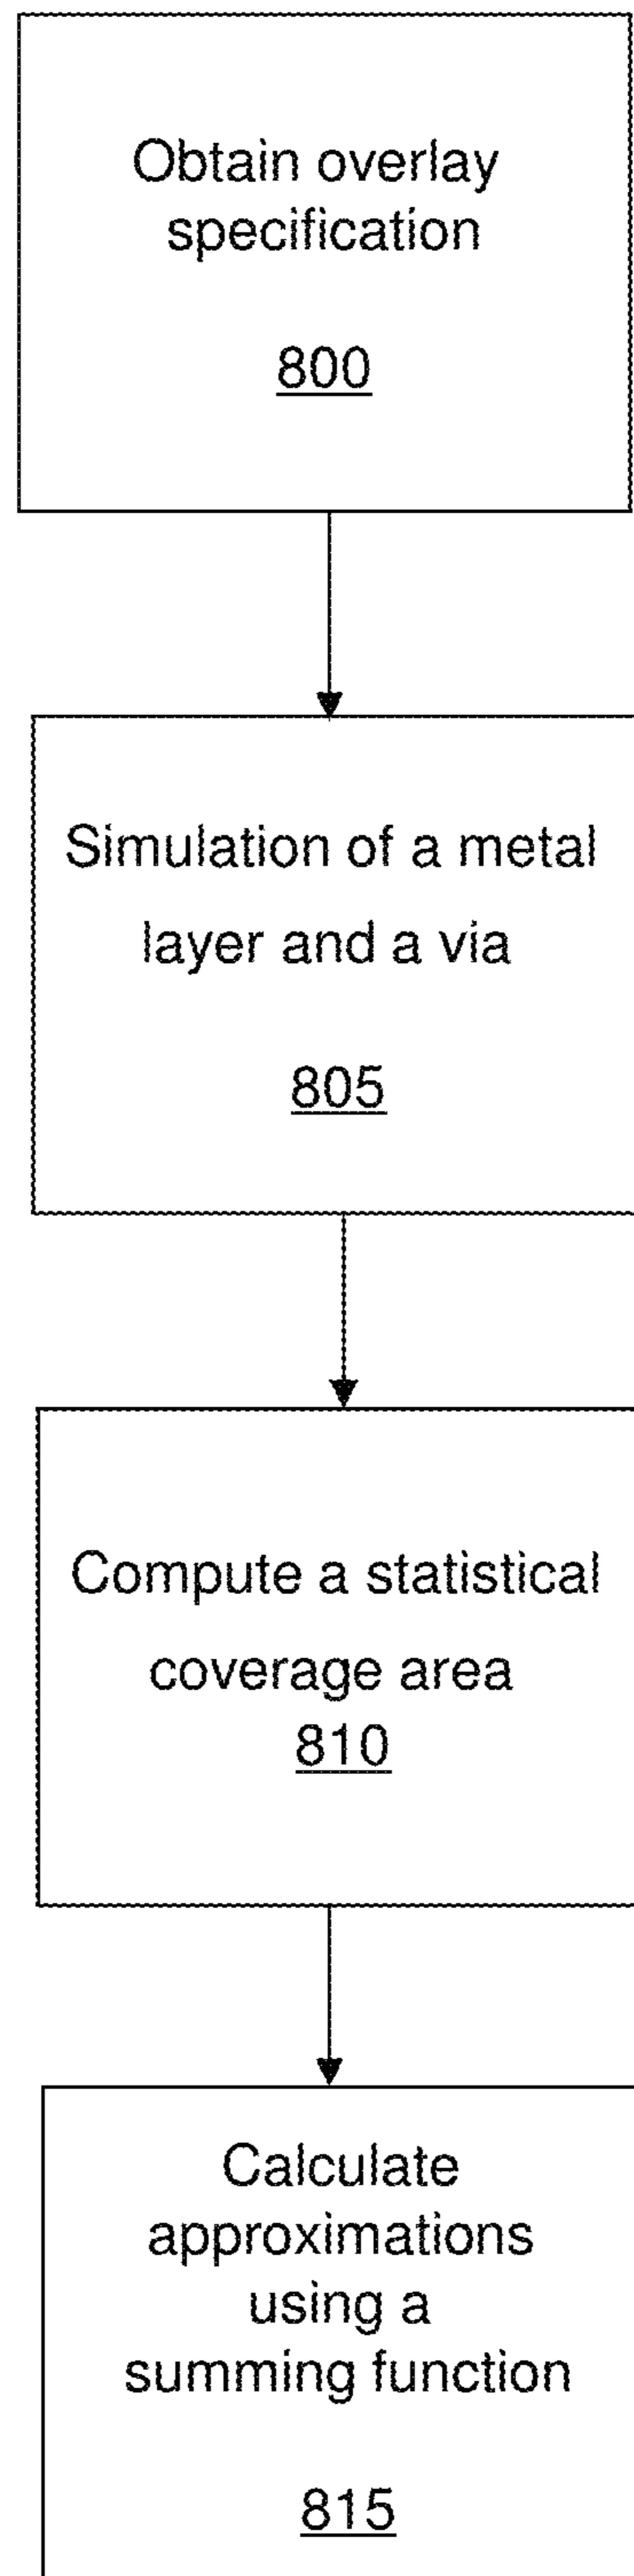 Obtain overlay
specification
800
Simulation of a metal
layer and a via
805
Compute a statistical
coverage area
810
Calculate
approximations
using a
summing function
815